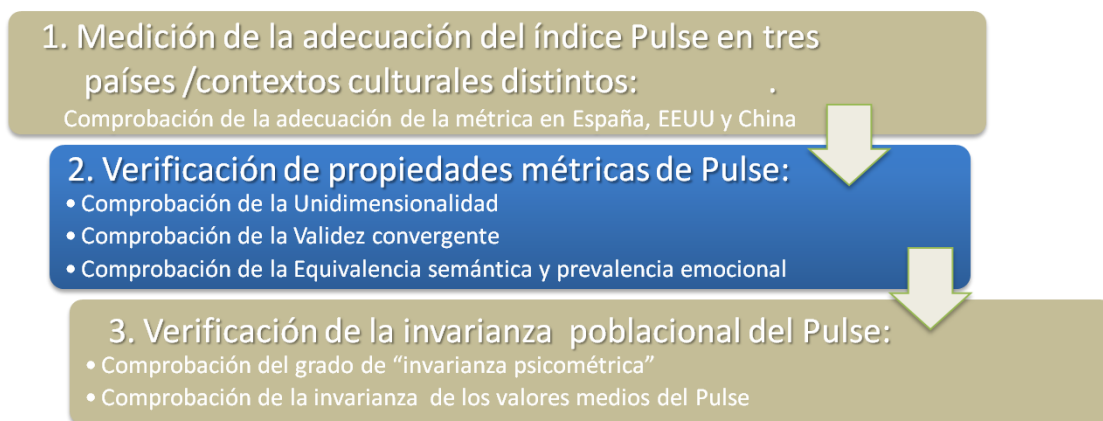 1. Medición de la adecuación del índice Pulse en tres
países /contextos culturales distintos: .
Comprobación de la adecuación de la métrica en España, EEUU y China
2. Verificación de propiedades métricas de Pulse:
• Comprobación de la Unidimensionalidad
• Comprobación de la Validez convergente
• Comprobación de la Equivalencia semántica y prevalencia emocional
3. Verificación de la invarianza poblacional del Pulse:
• Comprobación del grado de “invarianza psicométrica”
• Comprobación de la invarianza de los valores medios del Pulse